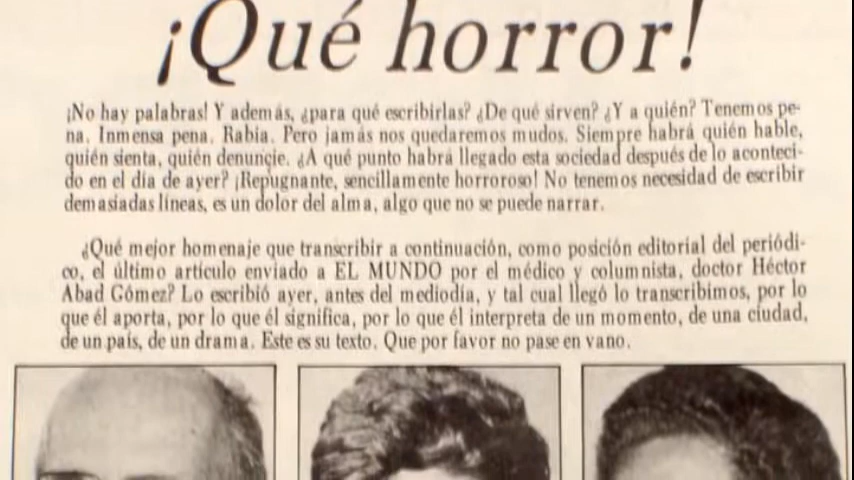 ¡Qué horror!
¡No hay palabras! Y además, ¿para qué escribirlas? ¿De qué sirven? ¿Y a quién? Tenemos pe-
na. Inmensa pena. Rabia. Pero jamás nos quedaremos mudos. Siempre habrá quién hable,
quién sienta, quién denuncie. ¿A qué punto habrá llegado esta sociedad después de lo aconteci-
do en el día de ayer? ¡Repugnante, sencillamente horroroso! No tenemos necesidad de escribir
demasiadas líneas, es un dolor del alma, algo que no se puede narrar.
¿Qué mejor homenaje que transcribir a continuación, como posición editorial del periódi-
co, el último artículo enviado a EL MUNDO por el médico y columnista, doctor Héctor
Abad Gómez? Lo escribió ayer, antes del mediodía, y tal cual llegó lo transcribimos, por lo
que él aporta, por lo que él significa, por lo que él interpreta de un momento, de una ciudad,
de un país, de un drama. Este es su texto. Que por favor no pase en vano.